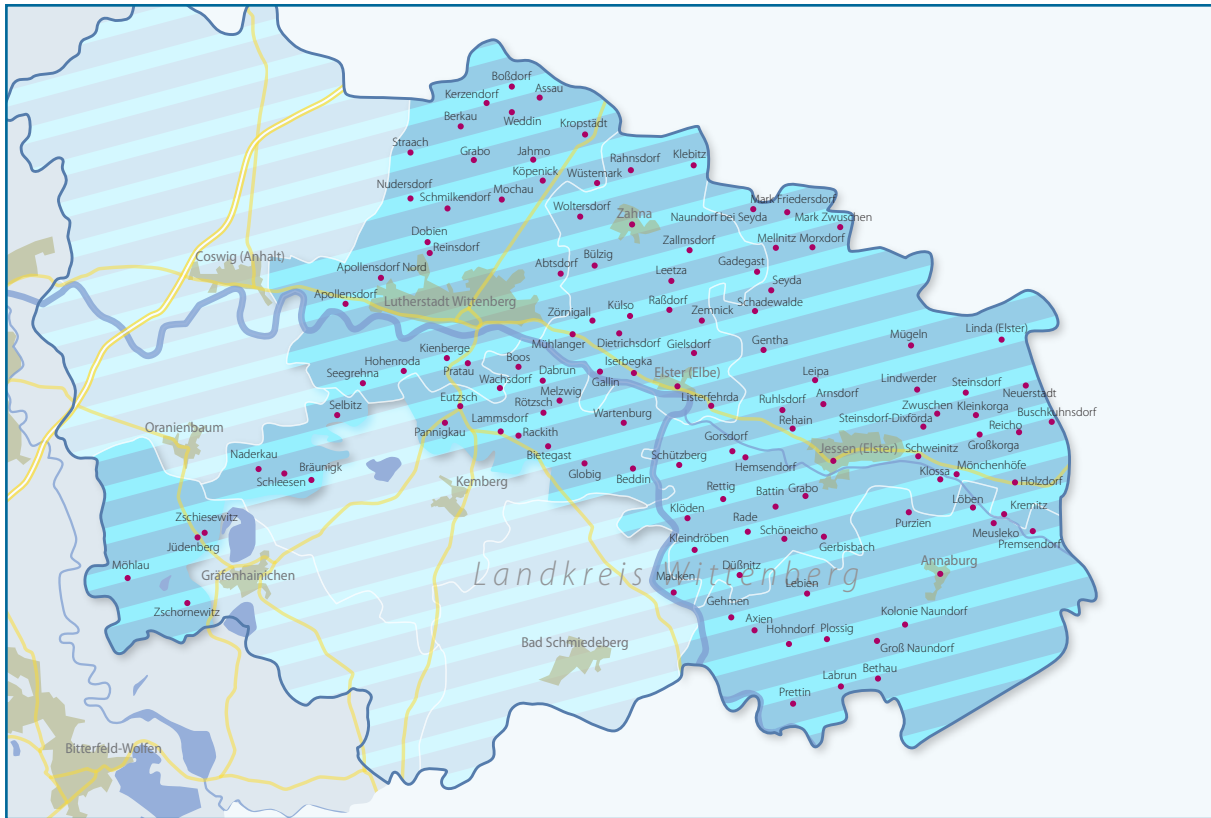 Boßdorf
Kerzendorf
Assau
Berkau
Weddin
Kropstädt
Straach
Grabo
Jahmo
Rahnsdorf
Klebitz
Köpenick
Wüstemark
Nudersdorf
Schmilkendorf
Mochau
Mark Friedersdorf
Woltersdorf
Zahna
Naundorf bei Seyda
Mark Zwuschen
Dobien
Reinsdorf
Zallmsdorf
Mellnitz
Morxdorf
Coswig (Anhalt)
Bülzig
Apollensdorf Nord
Abtsdorf
Leetza
Gadegast
Seyda
Apollensdorf
Lutherstadt Wittenberg
Zörnigall
Külso
Raßdorf
Zemnick
Schadewalde
Mügeln
Linda (Elster)
Kienberge
Mühlanger
Dietrichsdorf
Gielsdorf
Gentha
Hohenroda
Pratau
Boos
Iserbegka
Seegrehna
Wachsdorf
Dabrun
Gallin
Elster (Elbe)
Leipa
Lindwerder
Steinsdorf
Neuerstadt
Melzwig
Eutzsch
Rötzsch
Listerfehrda
Ruhlsdorf
Arnsdorf
Zwuschen
Kleinkorga
Buschkuhnsdorf
Selbitz
Lammsdorf
Wartenburg
Rehain
Steinsdorf-Dixförda
Reicho
Oranienbaum
Pannigkau
Rackith
Gorsdorf
Großkorga
Naderkau
Bietegast
Schützberg
Hemsendorf
Jessen (Elster)
Schweinitz
Bräunigk
Schleesen
Kemberg
Globig
Beddin
Klossa
Mönchenhöfe
Holzdorf
Rettig
Battin
Grabo
Löben
Kremitz
Zschiesewitz
Klöden
Rade
Schöneicho
Purzien
Meusleko
Premsendorf
Jüdenberg
Kleindröben
Gerbisbach
Möhlau
Gräfenhainichen
Landkreis Wittenberg
Mauken
Düßnitz
Lebien
Annaburg
Zschornewitz
Gehmen
Axien
Hohndorf
Plossig
Kolonie Naundorf
Bad Schmiedeberg
Groß Naundorf
Labrun
Bethau
Prettin
Bitterfeld-Wolfen